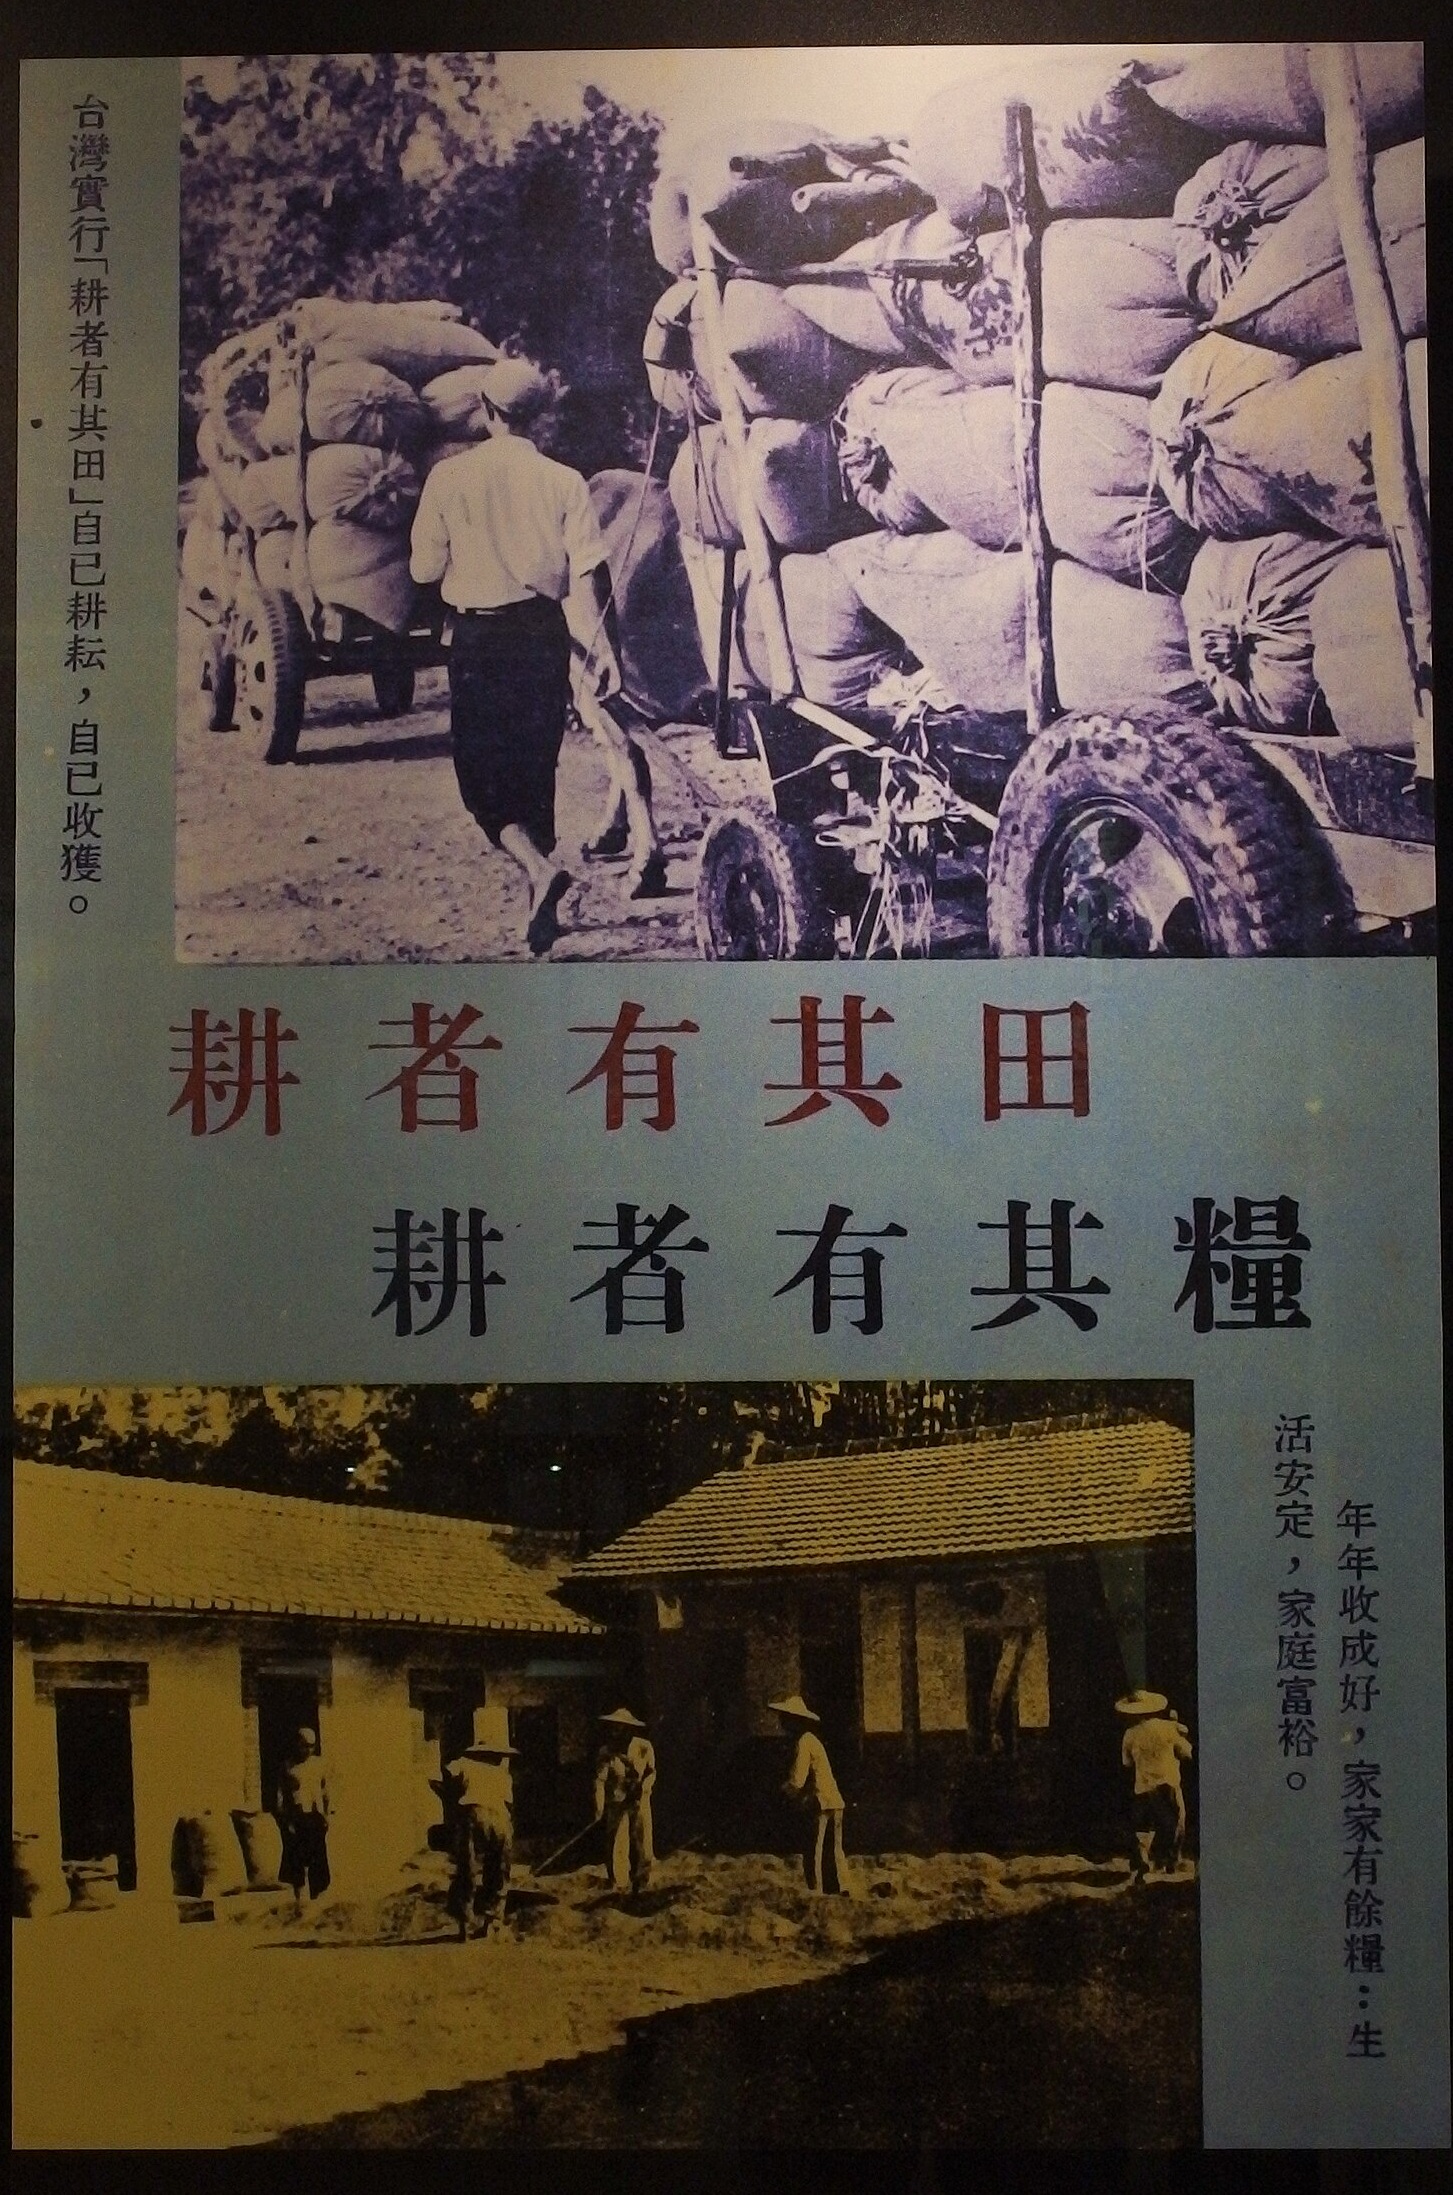 台灣實行「耕者有其田」自己耕耘，自己收獲。
耕者有其田
耕者有其糧
年年收成好，家家有餘糧：生
活安定，家庭富裕。